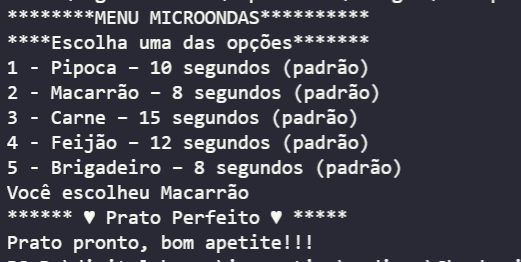 ********MENU MICROONDAS**********
****Escolha uma das opções*******
1 - Pipoca – 10 segundos (padrão)
2 - Macarrão – 8 segundos (padrão)
3 - Carne – 15 segundos (padrão)
4 - Feijão – 12 segundos (padrão)
5 - Brigadeiro – 8 segundos (padrão)
Você escolheu Macarrão
****** ♥ Prato Perfeito ♥ *****
Prato pronto, bom apetite!!!